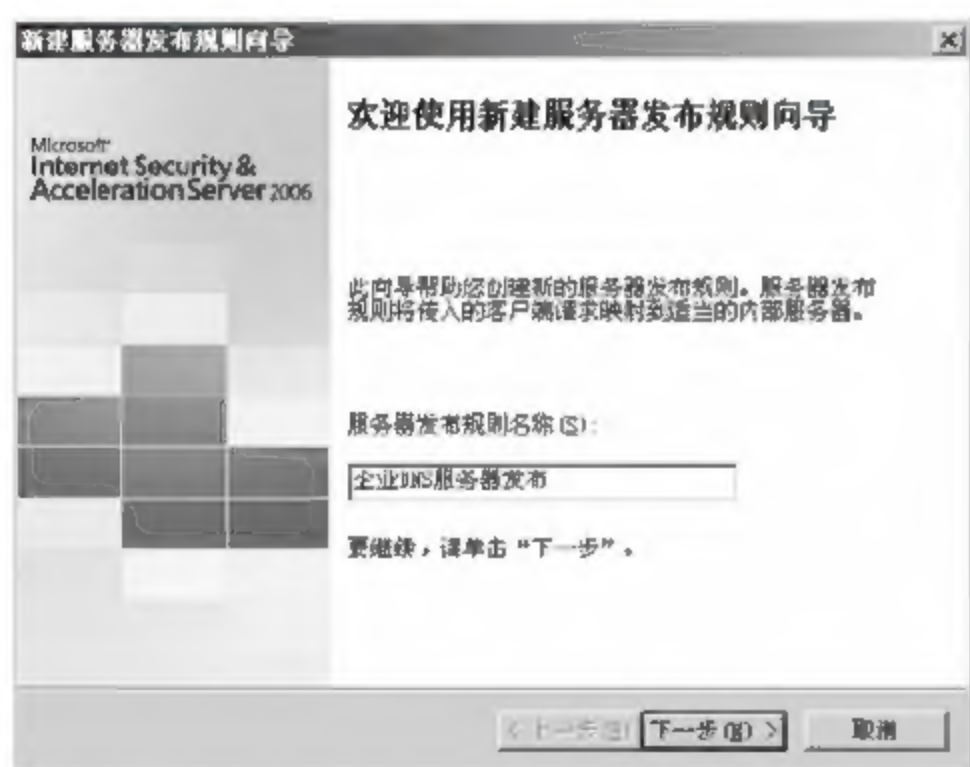 新建服务器发布规则向导
Microsoft
Internet Security &
Acceleration Server 2006
欢迎使用新建服务器发布规则向导
此向导帮助您创建新的服务器发布规则。服务器发布
规则将传入的客户端请求映射到适当的内部服务器。
服务器发布规则名称(S):
企业DNS服务器发布
要继续，请单击“下一步”。
< 上一步(B)
下一步(N) >
取消